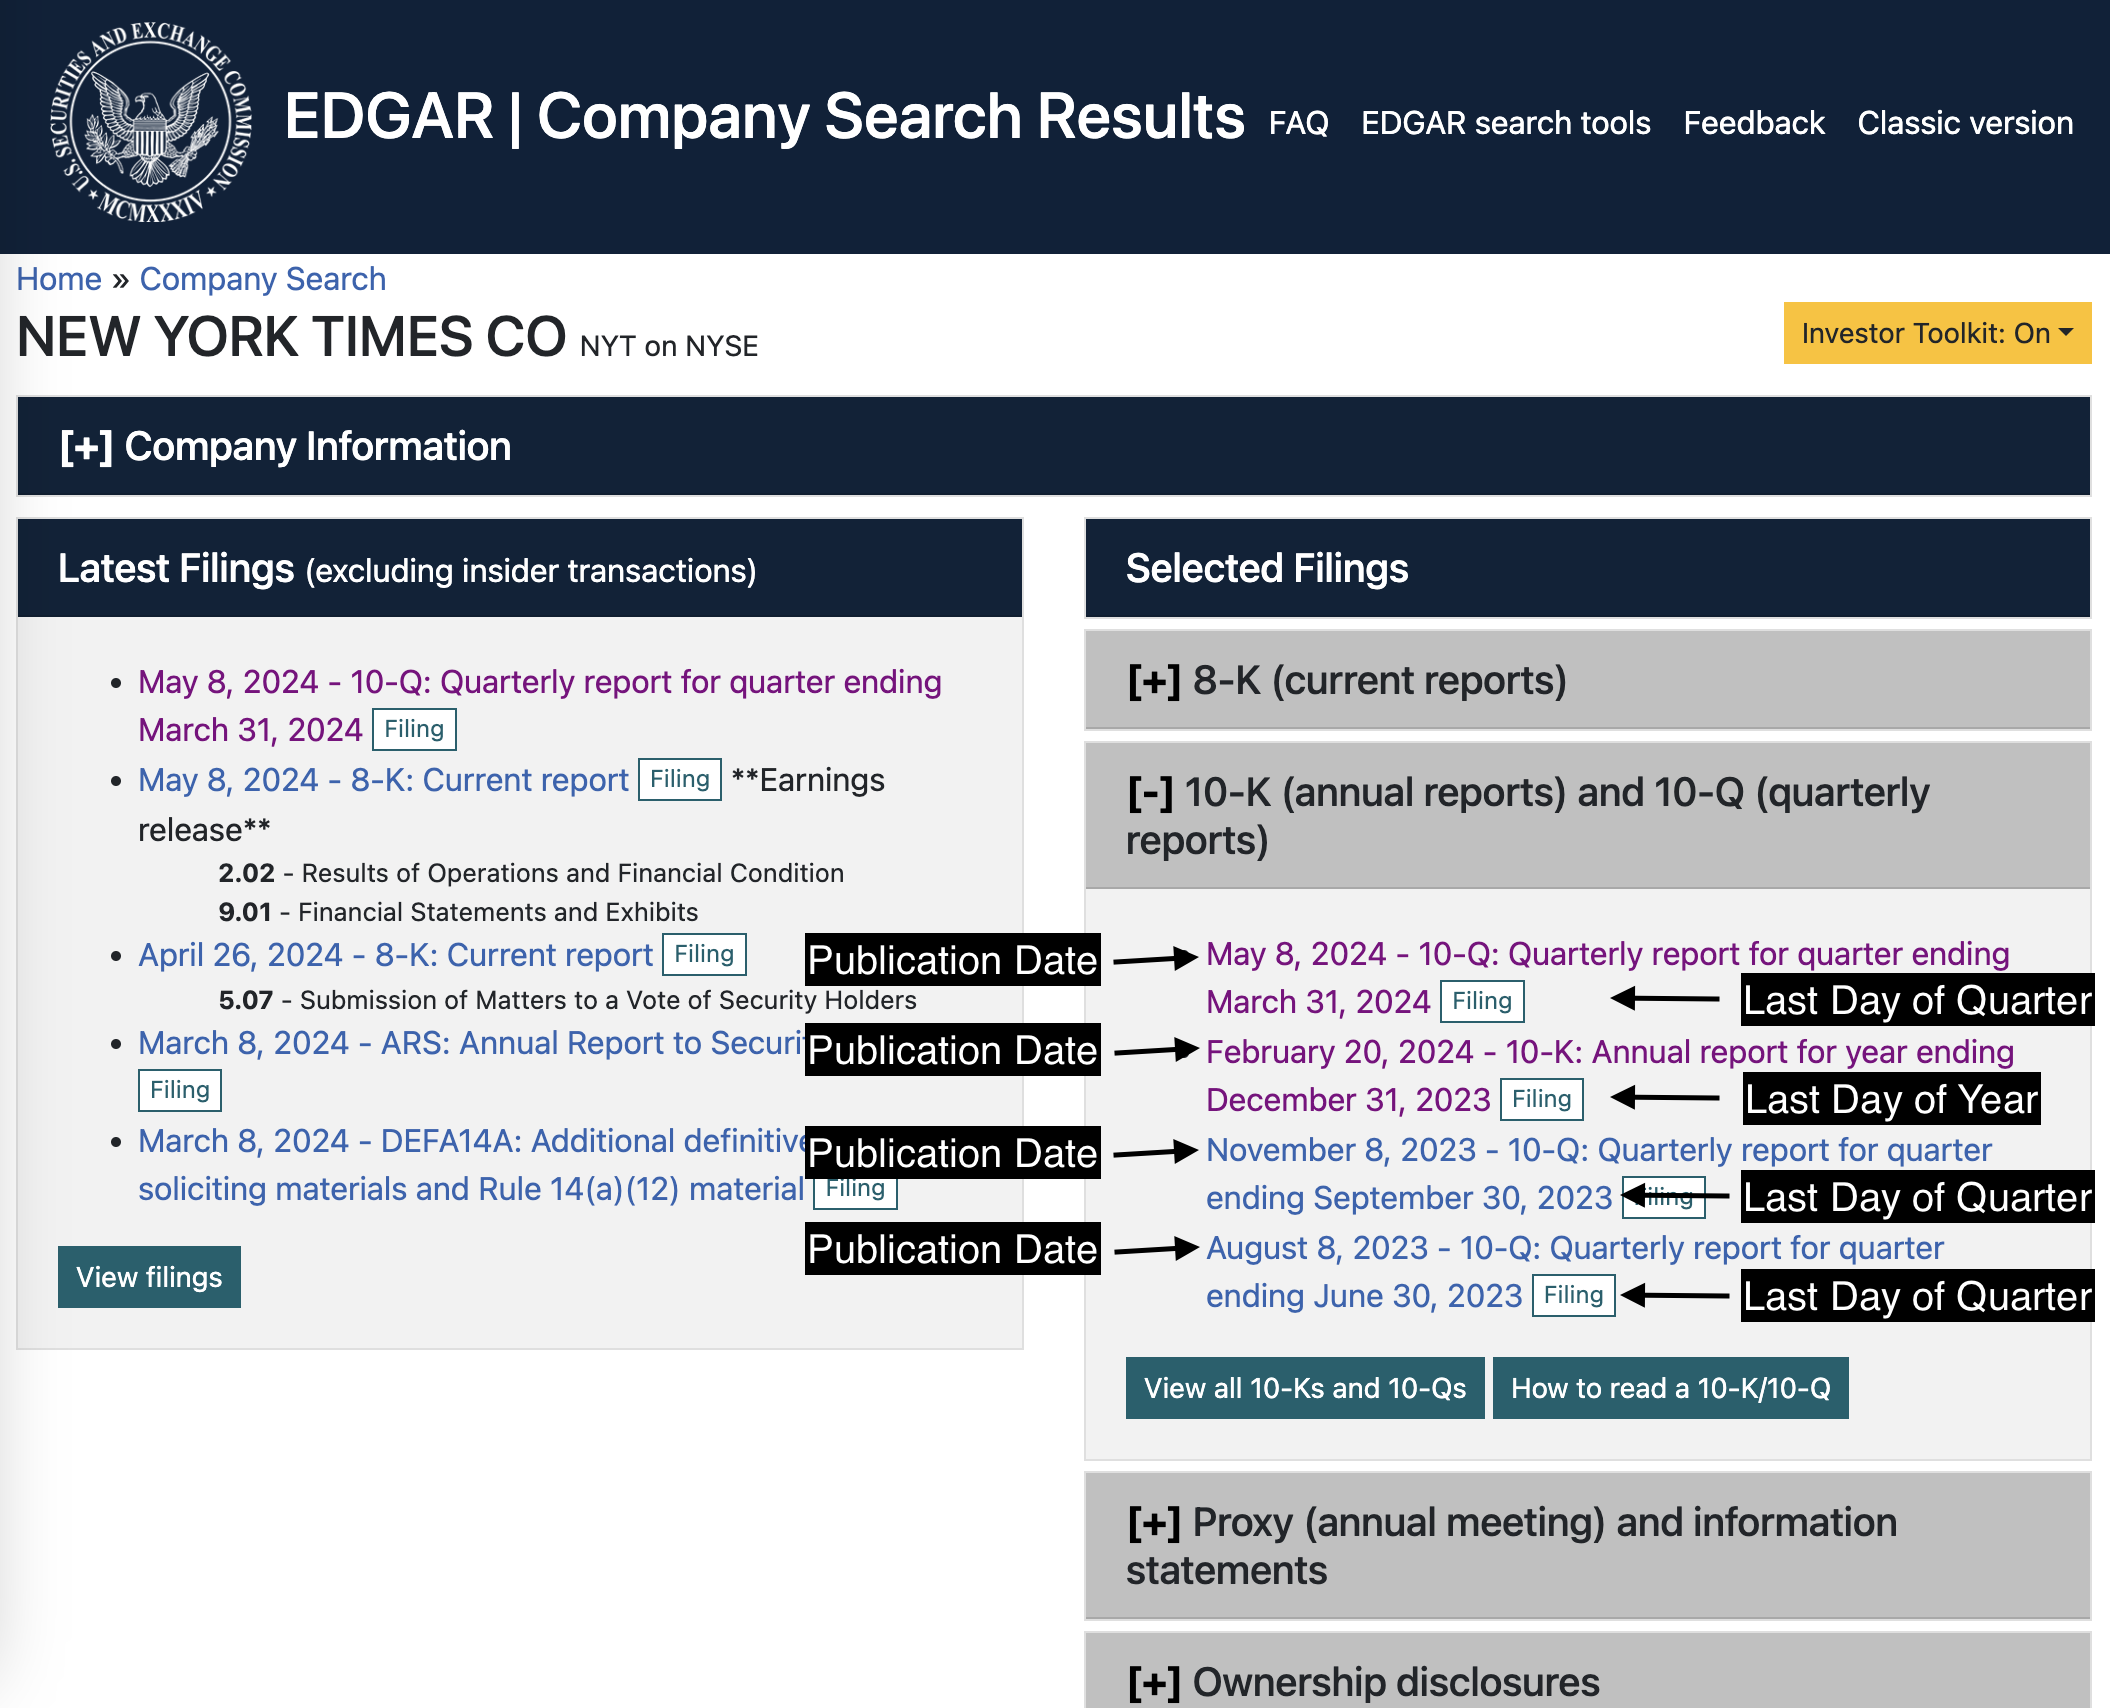 U.S. SECURITIES AND EXCHANGE COMMISSION
MCMXXXIV
EDGAR | Company Search Results
FAQ EDGAR search tools Feedback Classic version
Home » Company Search
NEW YORK TIMES CO NYT on NYSE
Investor Toolkit: On
[+] Company Information
Latest Filings (excluding insider transactions)
May 8, 2024 - 10-Q: Quarterly report for quarter ending
March 31, 2024 Filing
May 8, 2024 - 8-K: Current report Filing **Earnings
release**
2.02 - Results of Operations and Financial Condition
9.01 - Financial Statements and Exhibits
April 26, 2024 - 8-K: Current report Filing
5.07 - Submission of Matters to a Vote of Security Holders
March 8, 2024 - ARS: Annual Report to Securi
Filing
March 8, 2024 - DEFA14A: Additional definitive
soliciting materials and Rule 14(a)(12) material Filing
View filings
Selected Filings
[+] 8-K (current reports)
[-] 10-K (annual reports) and 10-Q (quarterly
reports)
Publication Date
May 8, 2024 - 10-Q: Quarterly report for quarter ending
March 31, 2024 Filing
Last Day of Quarter
Publication Date
February 20, 2024 - 10-K: Annual report for year ending
December 31, 2023 Filing
Last Day of Year
Publication Date
November 8, 2023 - 10-Q: Quarterly report for quarter
ending September 30, 2023 Filing
Last Day of Quarter
Publication Date
August 8, 2023 - 10-Q: Quarterly report for quarter
ending June 30, 2023 Filing
Last Day of Quarter
View all 10-Ks and 10-Qs
How to read a 10-K/10-Q
[+] Proxy (annual meeting) and information
statements
[+] Ownership disclosures